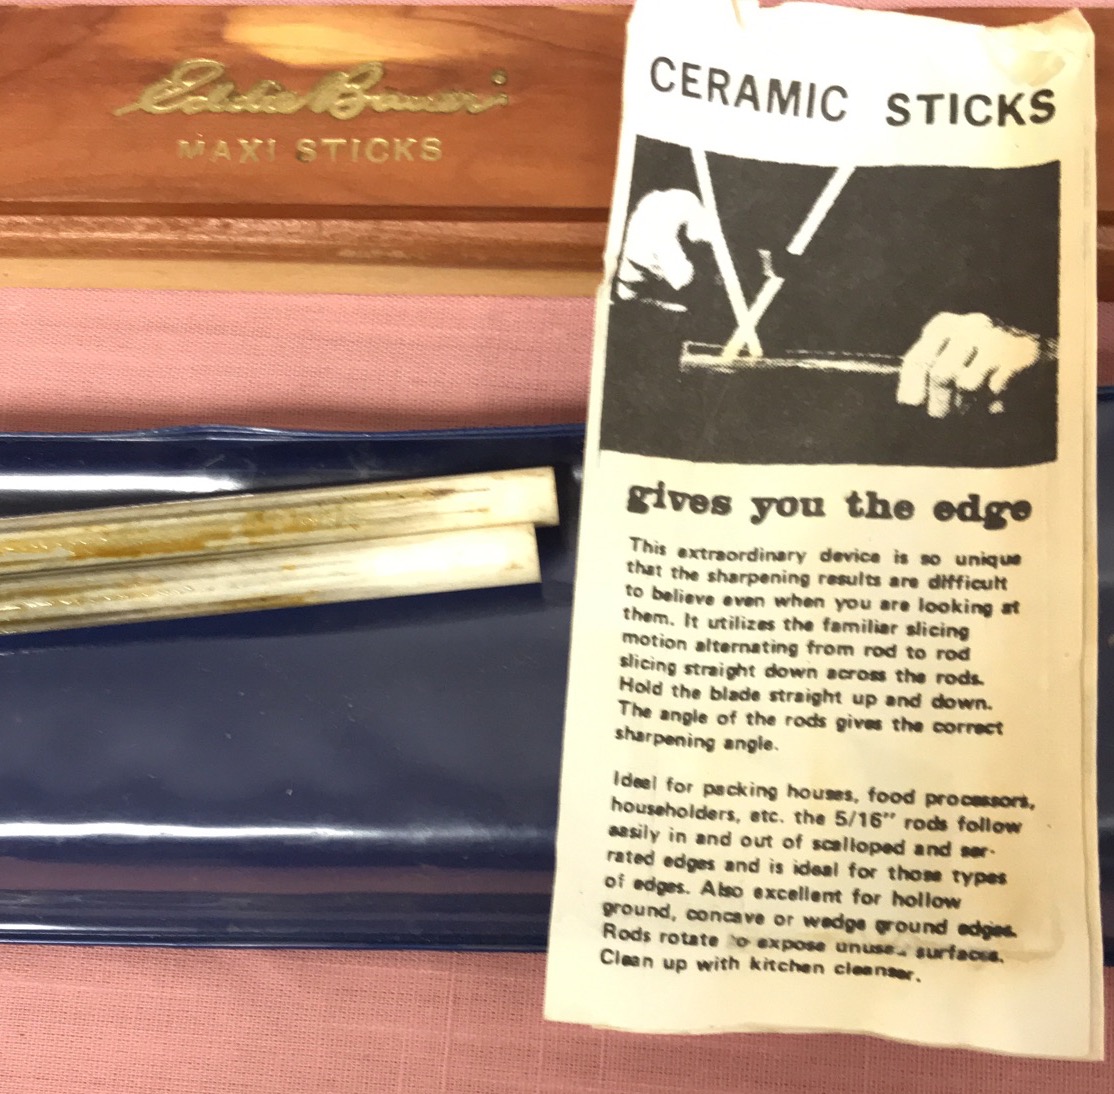 Eddie Bauer
MAXI STICKS
CERAMIC STICKS
gives you the edge
This extraordinary device is so unique
that the sharpening results are difficult
to believe even when you are looking at
them. It utilizes the familiar slicing
motion alternating from rod to rod
slicing straight down across the rods.
Hold the blade straight up and down.
The angle of the rods gives the correct
sharpening angle.
Ideal for packing houses, food processors,
householders, etc. the 5/16" rods follow
easily in and out of scalloped and ser-
rated edges and is ideal for those types
of edges. Also excellent for hollow
ground, concave or wedge ground edges.
Rods rotate to expose unused surfaces.
Clean up with kitchen cleanser.